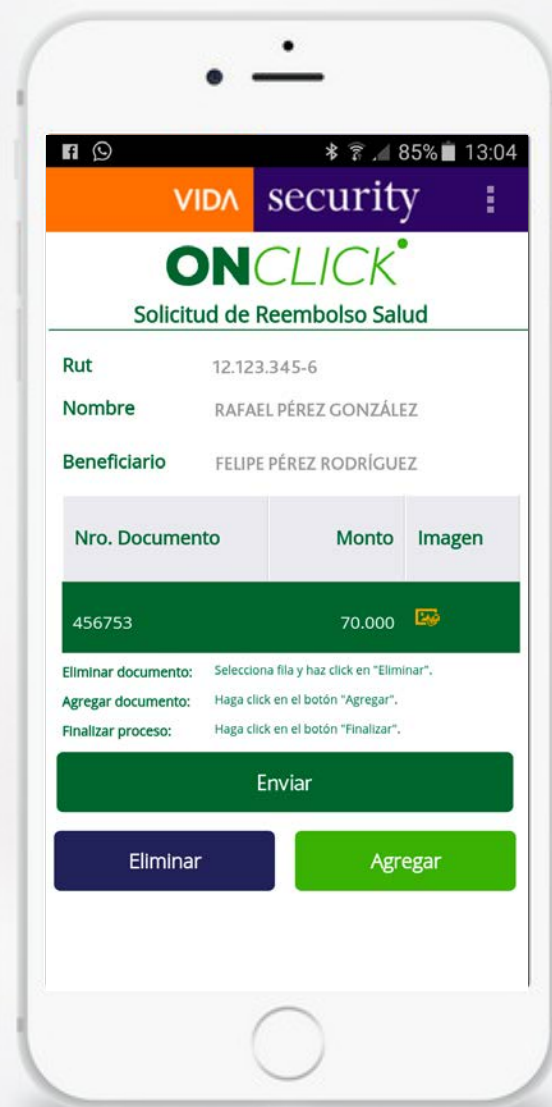 85% 13:04
VIDA security
ONCLICK
Solicitud de Reembolso Salud
Rut 12.123.345-6
Nombre RAFAEL PÉREZ GONZÁLEZ
Beneficiario FELIPE PÉREZ RODRÍGUEZ
Nro. Documento Monto Imagen
456753 70.000
Eliminar documento: Selecciona fila y haz click en "Eliminar".
Agregar documento: Haga click en el botón "Agregar".
Finalizar proceso: Haga click en el botón "Finalizar".
Enviar
Eliminar Agregar